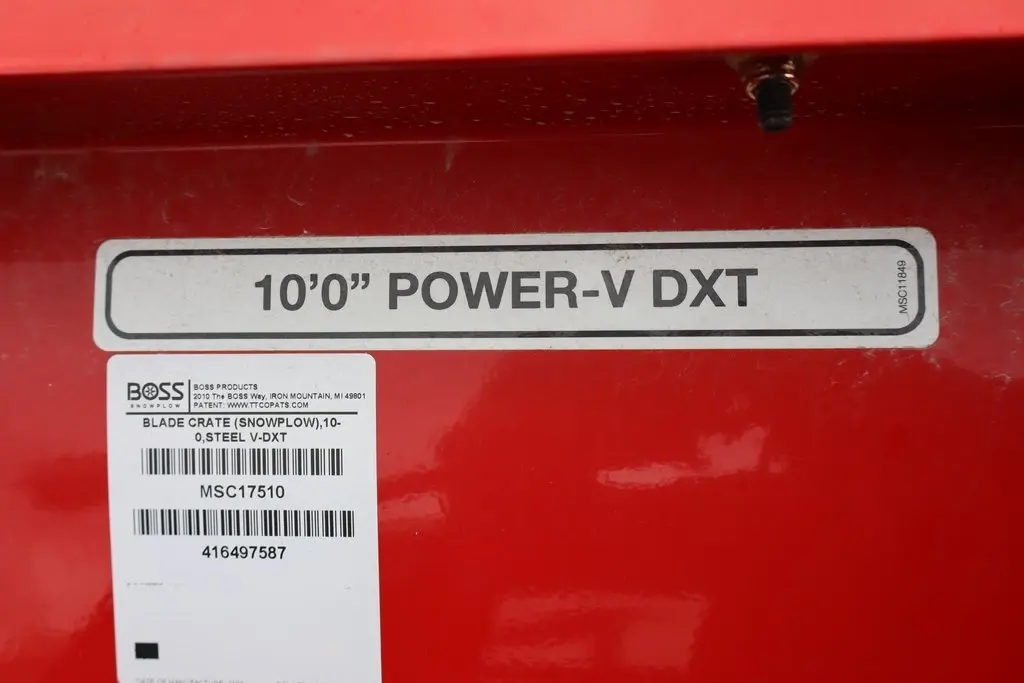 10'0” POWER-V DXT
MSC11849
BOSS
SNOWPLOW
BOSS PRODUCTS
2010 The BOSS Way, IRON MOUNTAIN, MI 49801
PATENT: WWW.TTCOPATS.COM
BLADE CRATE (SNOWPLOW),10-
0,STEEL V-DXT
MSC17510
416497587